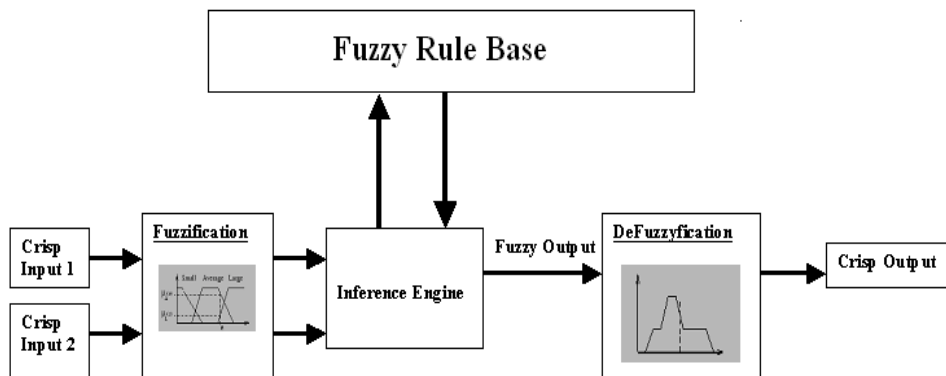 Fuzzy Rule Base
Crisp
Input 1
Crisp
Input 2
Fuzzification
Small Average Large
Inference Engine
Fuzzy Output
DeFuzzyfication
Crisp Output